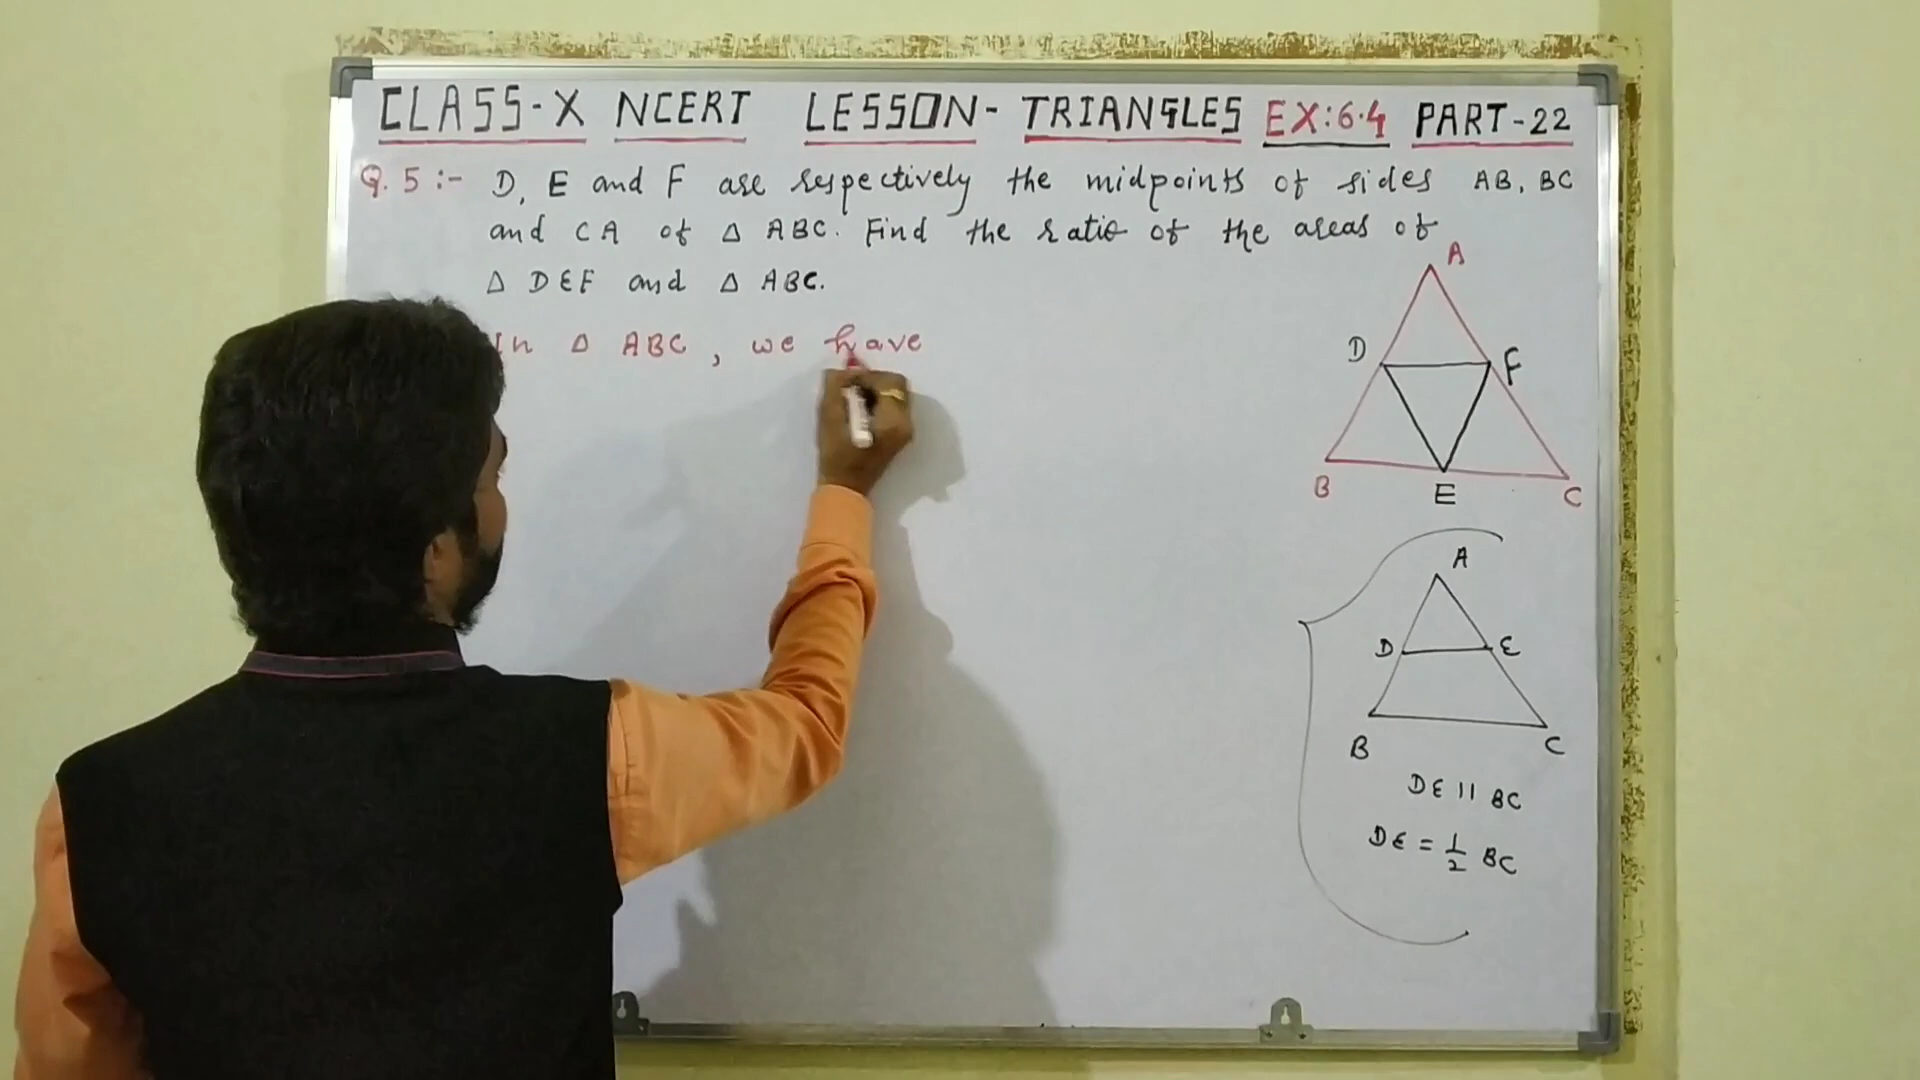 CLASS-X NCERT LESSON- TRIANGLES EX:6.4 PART-22
Q.5:- D, E and F are respectively the midpoints of sides AB, BC
and CA of Δ ABC. Find the ratio of the areas of
Δ DEF and Δ ABC.
In Δ ABC, we have
A
D
F
B
E
C
A
D
E
B
C
DE || BC
DE = 1/2 BC